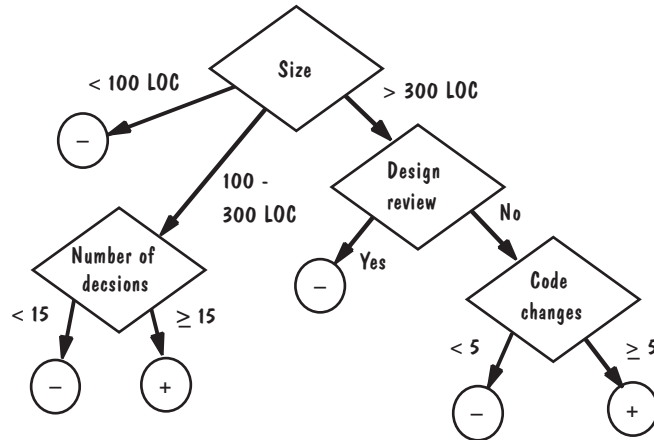 Size
< 100 LOC
> 300 LOC
−
Design
review
100 -
300 LOC
No
Number of
decsions
Yes
−
Code
changes
< 15
≥ 15
< 5
≥ 5
−
+
−
+